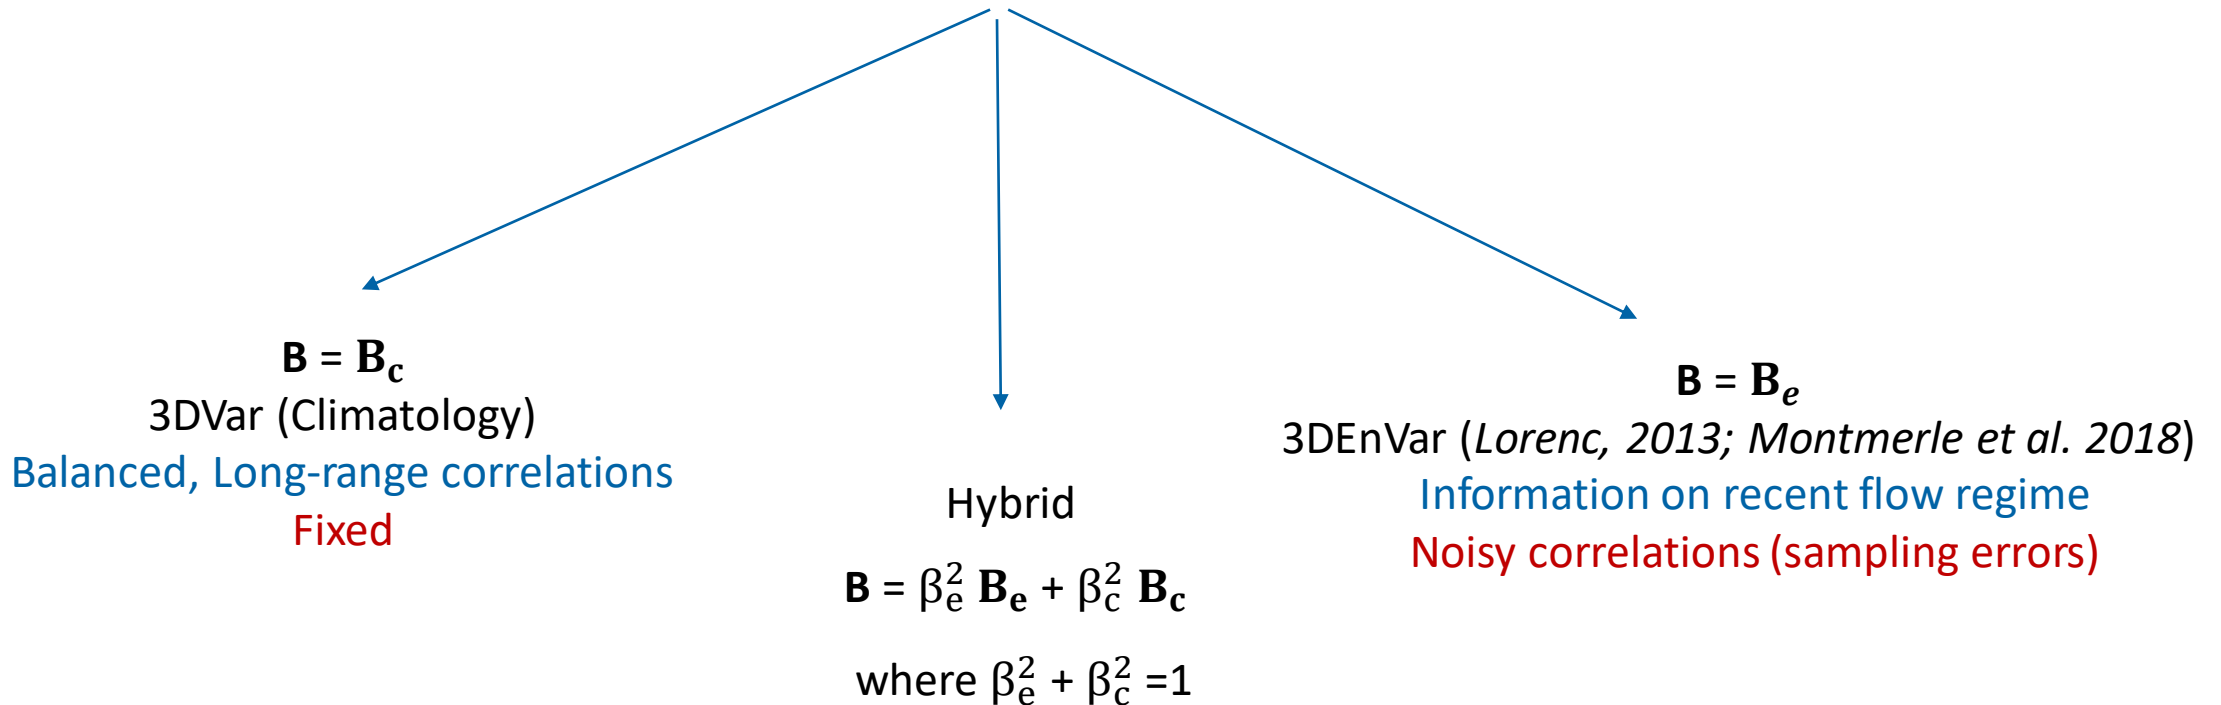 B = B_c
3DVar (Climatology)
Balanced, Long-range correlations
Fixed
Hybrid
B = β_e^2 B_e + β_c^2 B_c
where β_e^2 + β_c^2 =1
B = B_e
3DEnVar (Lorenc, 2013; Montmerle et al. 2018)
Information on recent flow regime
Noisy correlations (sampling errors)